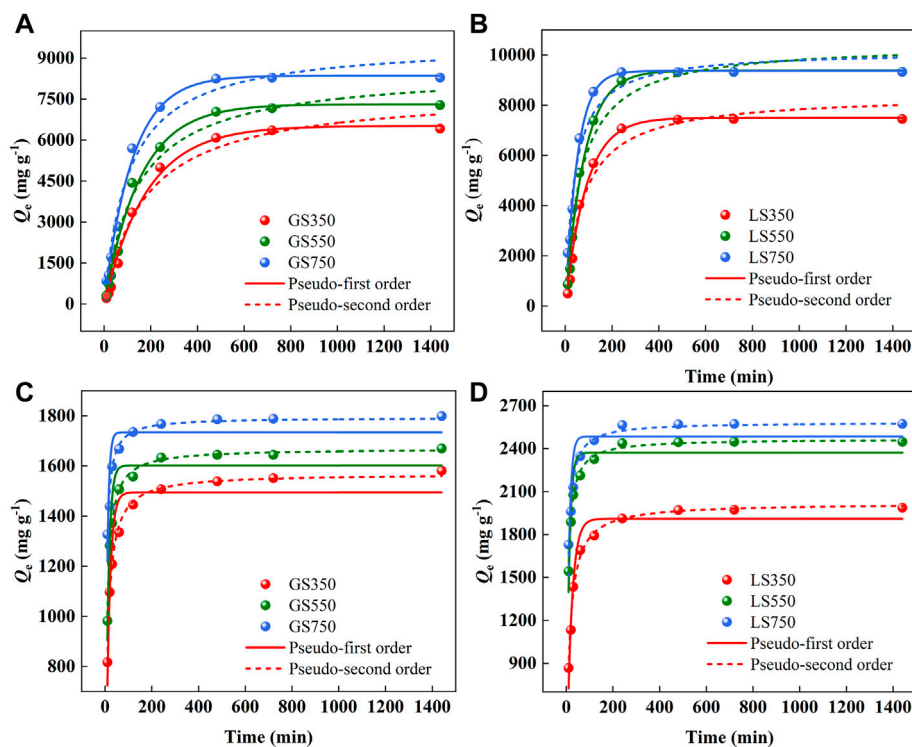 A
9000
7500
6000
4500
3000
1500
0
Qe (mg g⁻¹)
GS350
GS550
GS750
Pseudo-first order
Pseudo-second order
0 200 400 600 800 1000 1200 1400
Time (min)
B
10000
8000
6000
4000
2000
0
Qe (mg g⁻¹)
LS350
LS550
LS750
Pseudo-first order
Pseudo-second order
0 200 400 600 800 1000 1200 1400
Time (min)
C
1800
1600
1400
1200
1000
800
Qe (mg g⁻¹)
GS350
GS550
GS750
Pseudo-first order
Pseudo-second order
0 200 400 600 800 1000 1200 1400
Time (min)
D
2700
2400
2100
1800
1500
1200
900
Qe (mg g⁻¹)
LS350
LS550
LS750
Pseudo-first order
Pseudo-second order
0 200 400 600 800 1000 1200 1400
Time (min)